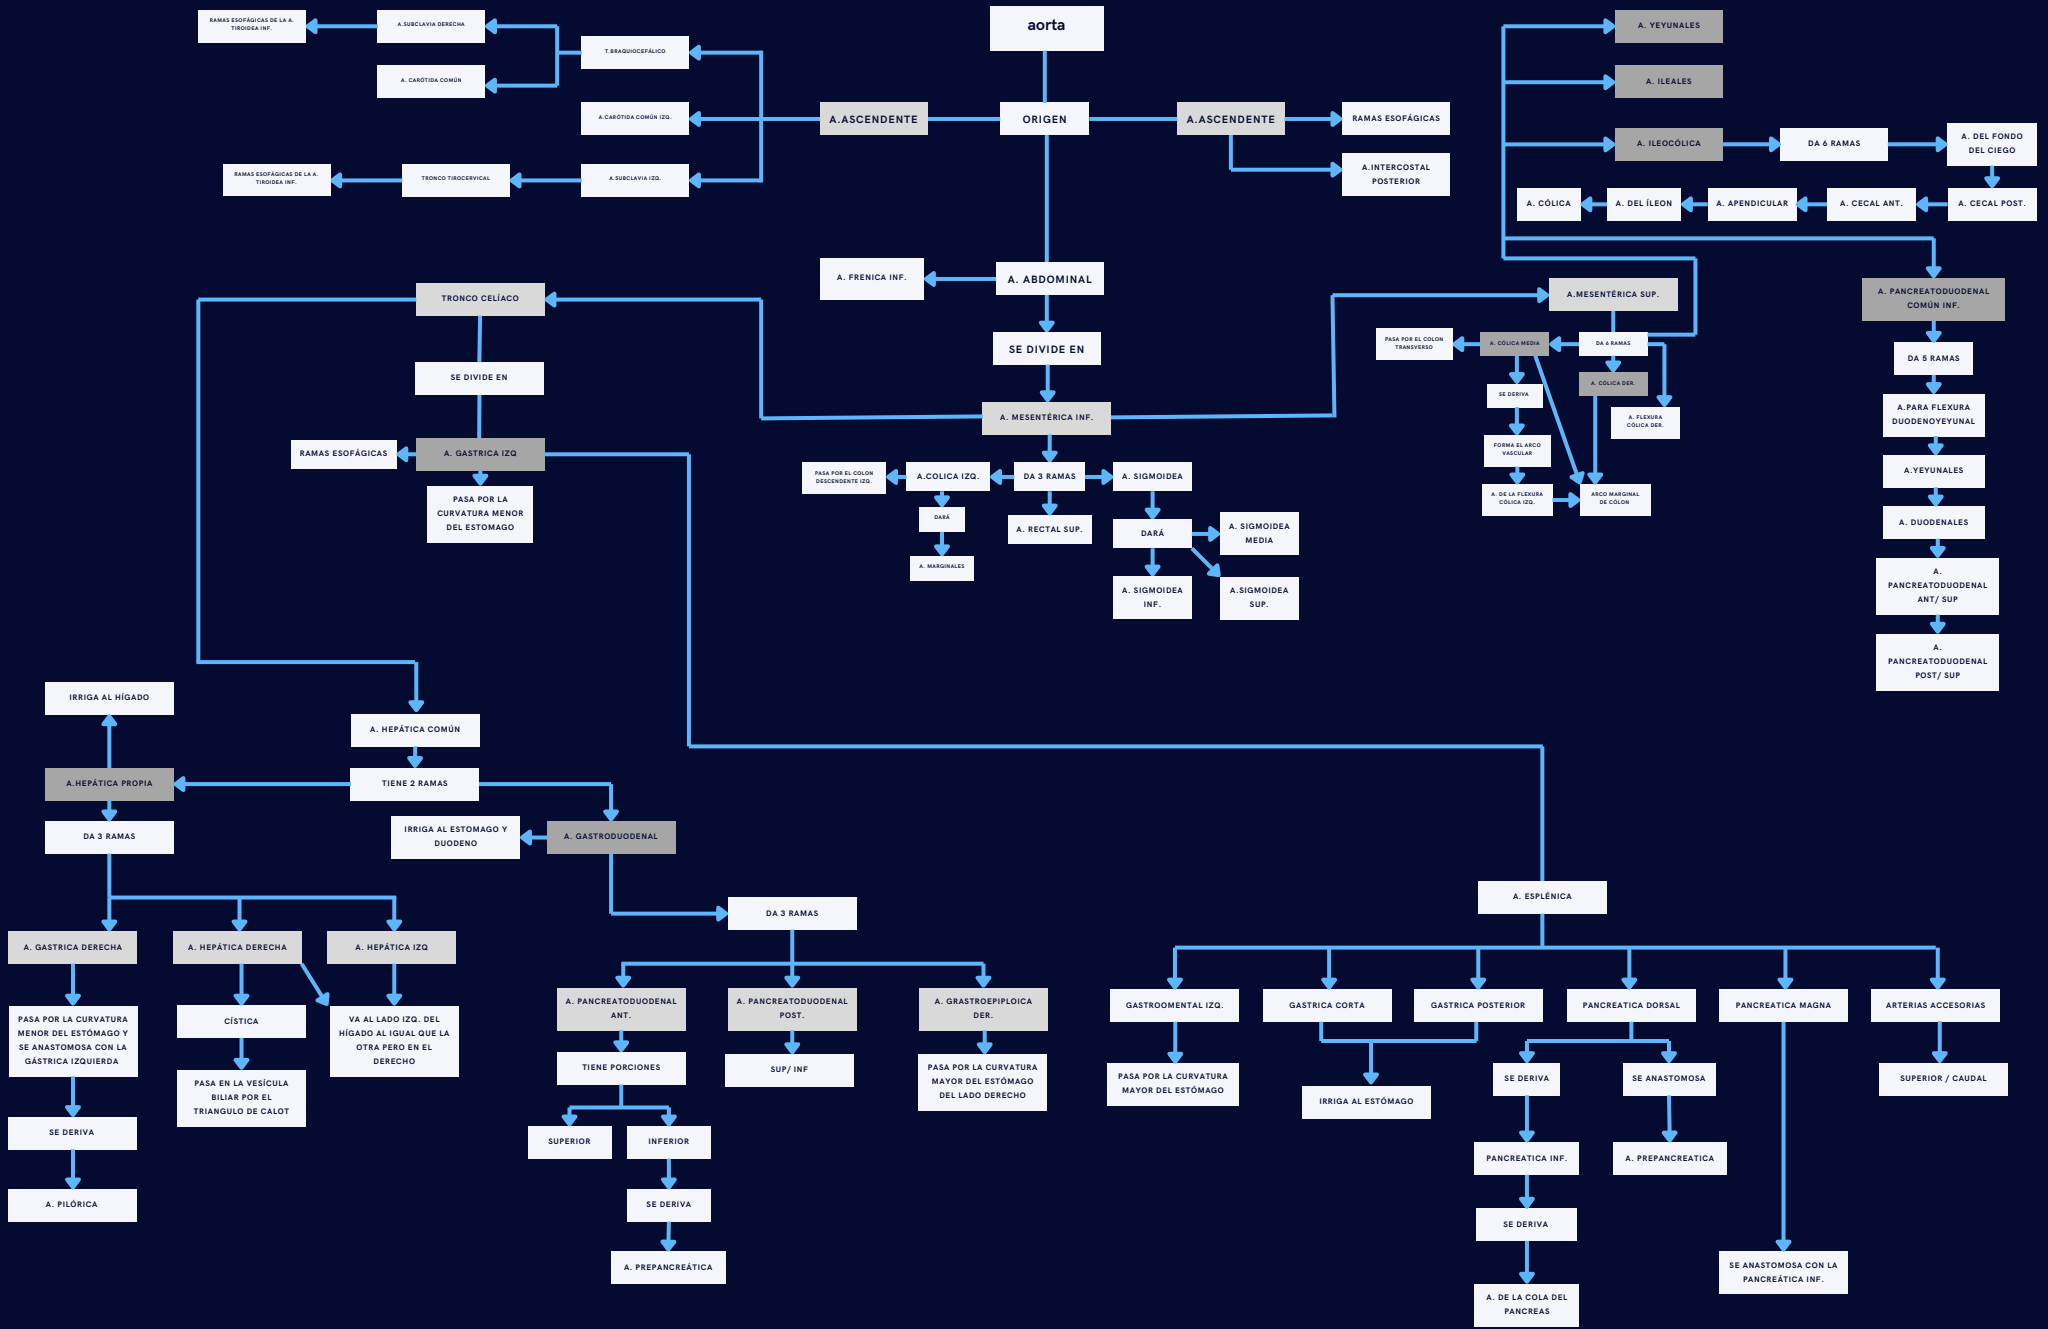 aorta
RAMAS ESOFÁGICAS DE LA A.
TIROIDEA INF.
A.SUBCLAVIA DERECHA
T.BRAQUIOCEFÁLICO
A. CARÓTIDA COMÚN
A.CARÓTIDA COMÚN IZQ.
A.ASCENDENTE
ORIGEN
A.ASCENDENTE
RAMAS ESOFÁGICAS
A.INTERCOSTAL
POSTERIOR
RAMAS ESOFÁGICAS DE LA A.
TIROIDEA INF.
TRONCO TIROCERVICAL
A.SUBCLAVIA IZQ.
A. YEYUNALES
A. ILEALES
A. ILEOCÓLICA
DA 6 RAMAS
A. DEL FONDO
DEL CIEGO
A. CÓLICA
A. DEL ÍLEON
A. APENDICULAR
A. CECAL ANT.
A. CECAL POST.
A. FRENICA INF.
A. ABDOMINAL
SE DIVIDE EN
A. MESENTÉRICA INF.
TRONCO CELÍACO
SE DIVIDE EN
RAMAS ESOFÁGICAS
A. GASTRICA IZQ
PASA POR LA
CURVATURA MENOR
DEL ESTOMAGO
PASA POR EL COLON
DESCENDENTE IZQ.
A.COLICA IZQ.
DA 3 RAMAS
A. SIGMOIDEA
DARÁ
A. MARGINALES
A. RECTAL SUP.
DARÁ
A. SIGMOIDEA
MEDIA
A. SIGMOIDEA
INF.
A.SIGMOIDEA
SUP.
A.MESENTÉRICA SUP.
PASA POR EL COLON
TRANSVERSO
A. CÓLICA MEDIA
DA 6 RAMAS
A. CÓLICA DER.
SE DERIVA
A. FLEXURA
CÓLICA DER.
FORMA EL ARCO
VASCULAR
A. DE LA FLEXURA
CÓLICA IZQ.
ARCO MARGINAL
DE CÓLON
A. PANCREATODUODENAL
COMÚN INF.
DA 5 RAMAS
A.PARA FLEXURA
DUODENOYEYUNAL
A.YEYUNALES
A. DUODENALES
A.
PANCREATODUODENAL
ANT/ SUP
A.
PANCREATODUODENAL
POST/ SUP
IRRIGA AL HÍGADO
A. HEPÁTICA COMÚN
A.HEPÁTICA PROPIA
TIENE 2 RAMAS
DA 3 RAMAS
IRRIGA AL ESTOMAGO Y
DUODENO
A. GASTRODUODENAL
DA 3 RAMAS
A. GASTRICA DERECHA
A. HEPÁTICA DERECHA
A. HEPÁTICA IZQ
PASA POR LA CURVATURA
MENOR DEL ESTÓMAGO Y
SE ANASTOMOSA CON LA
GÁSTRICA IZQUIERDA
CÍSTICA
VA AL LADO IZQ. DEL
HÍGADO AL IGUAL QUE LA
OTRA PERO EN EL
DERECHO
PASA EN LA VESÍCULA
BILIAR POR EL
TRIANGULO DE CALOT
SE DERIVA
A. PILÓRICA
A. PANCREATODUODENAL
ANT.
A. PANCREATODUODENAL
POST.
A. GRASTROEPIPLOICA
DER.
TIENE PORCIONES
SUP/ INF
PASA POR LA CURVATURA
MAYOR DEL ESTÓMAGO
DEL LADO DERECHO
SUPERIOR
INFERIOR
SE DERIVA
A. PREPANCREÁTICA
A. ESPLÉNICA
GASTROOMENTAL IZQ.
GASTRICA CORTA
GASTRICA POSTERIOR
PANCREATICA DORSAL
PANCREATICA MAGNA
ARTERIAS ACCESORIAS
PASA POR LA CURVATURA
MAYOR DEL ESTÓMAGO
IRRIGA AL ESTÓMAGO
SE DERIVA
SE ANASTOMOSA
SUPERIOR / CAUDAL
PANCREATICA INF.
A. PREPANCREATICA
SE DERIVA
SE ANASTOMOSA CON LA
PANCREÁTICA INF.
A. DE LA COLA DEL
PANCREAS